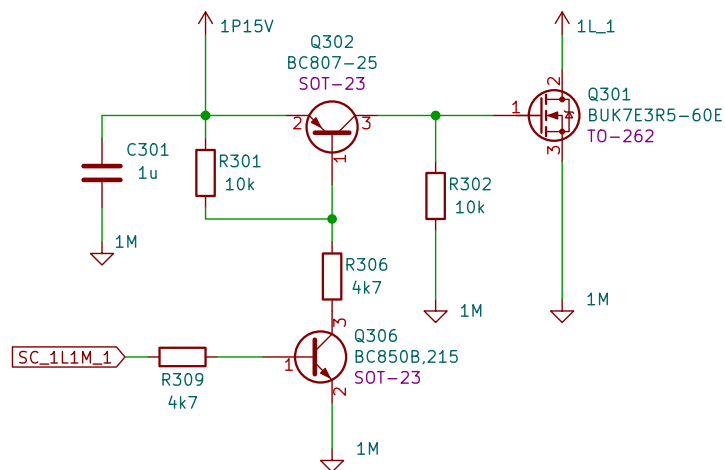 1P15V
1L_1
Q302
BC807-25
SOT-23
2
3
1
2
1
3
Q301
BUK7E3R5-60E
TO-262
C301
1u
R301
10k
R302
10k
1M
R306
4k7
1M
1M
SC_1L1M_1
R309
4k7
3
1
2
Q306
BC850B,215
SOT-23
1M